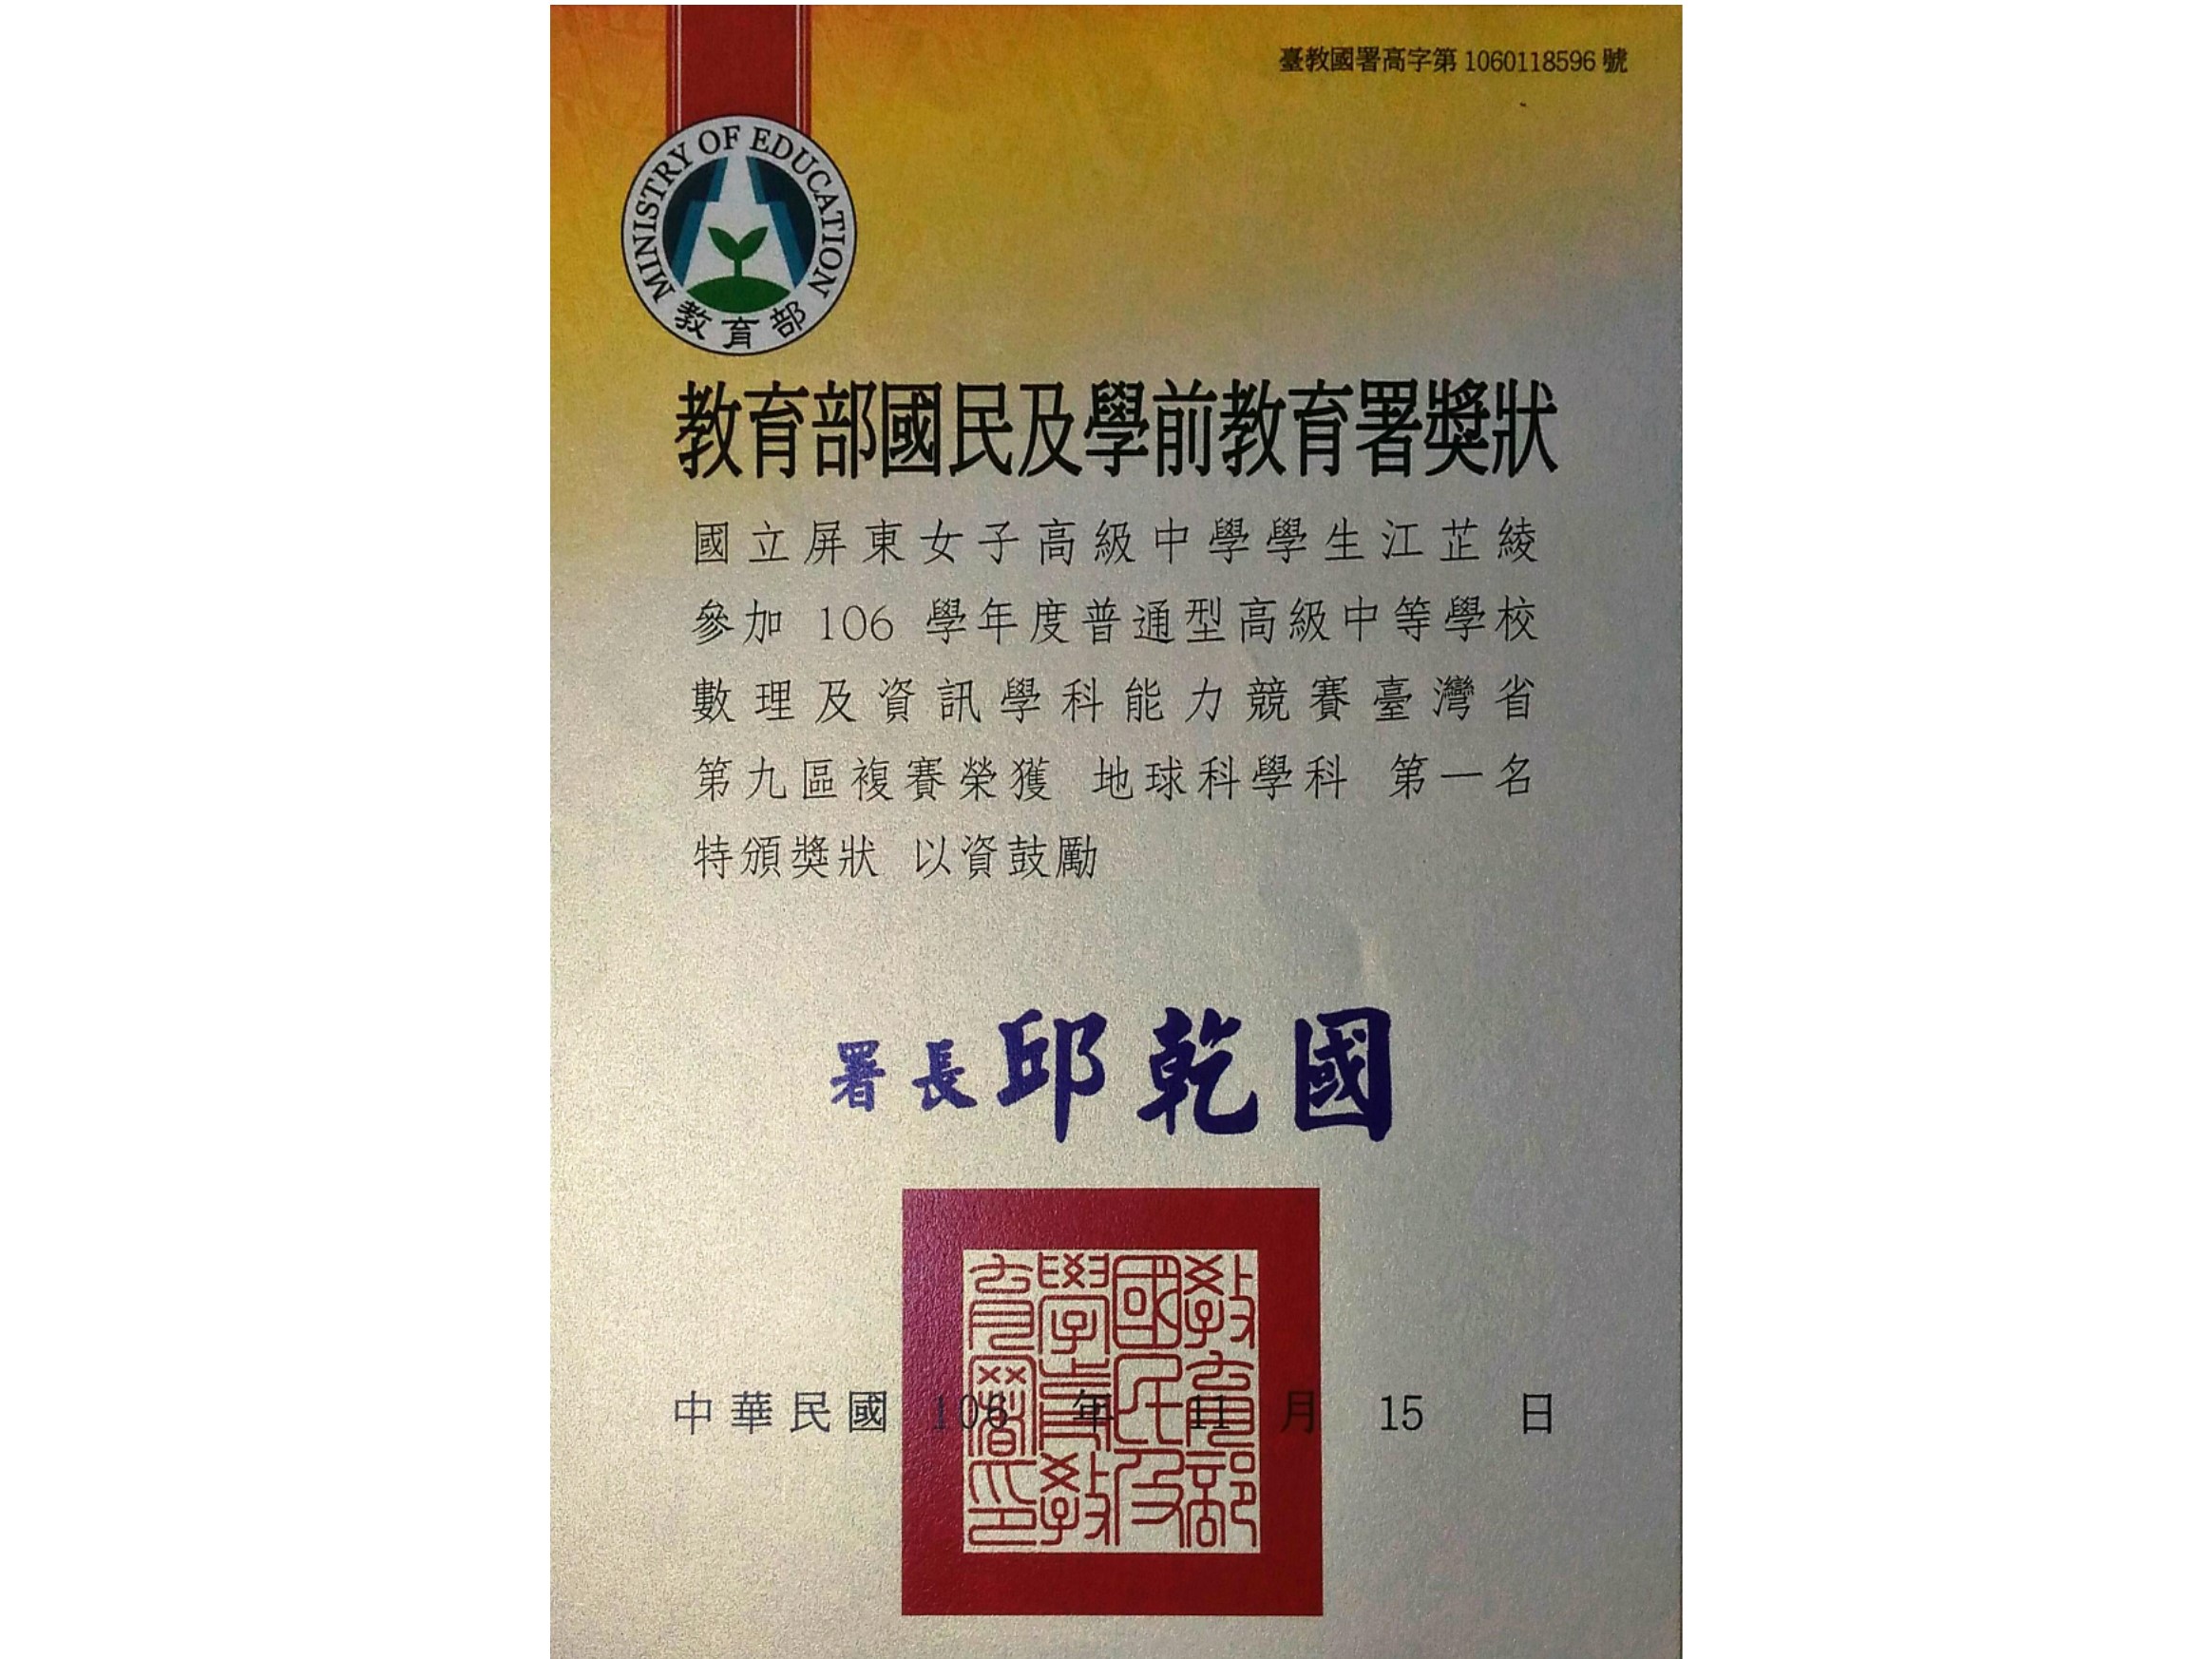 臺教國署高字第 1060118596 號
MINISTRY OF EDUCATION
教育部
教育部國民及學前教育署獎狀
國立屏東女子高級中學學生江芷綾
參加 106 學年度普通型高級中等學校
數理及資訊學科能力競賽臺灣省
第九區複賽榮獲 地球科學科 第一名
特頒獎狀 以資鼓勵
署長邱乾國
教育部國民及學前教育署印
中華民國 106 年 11 月 15 日